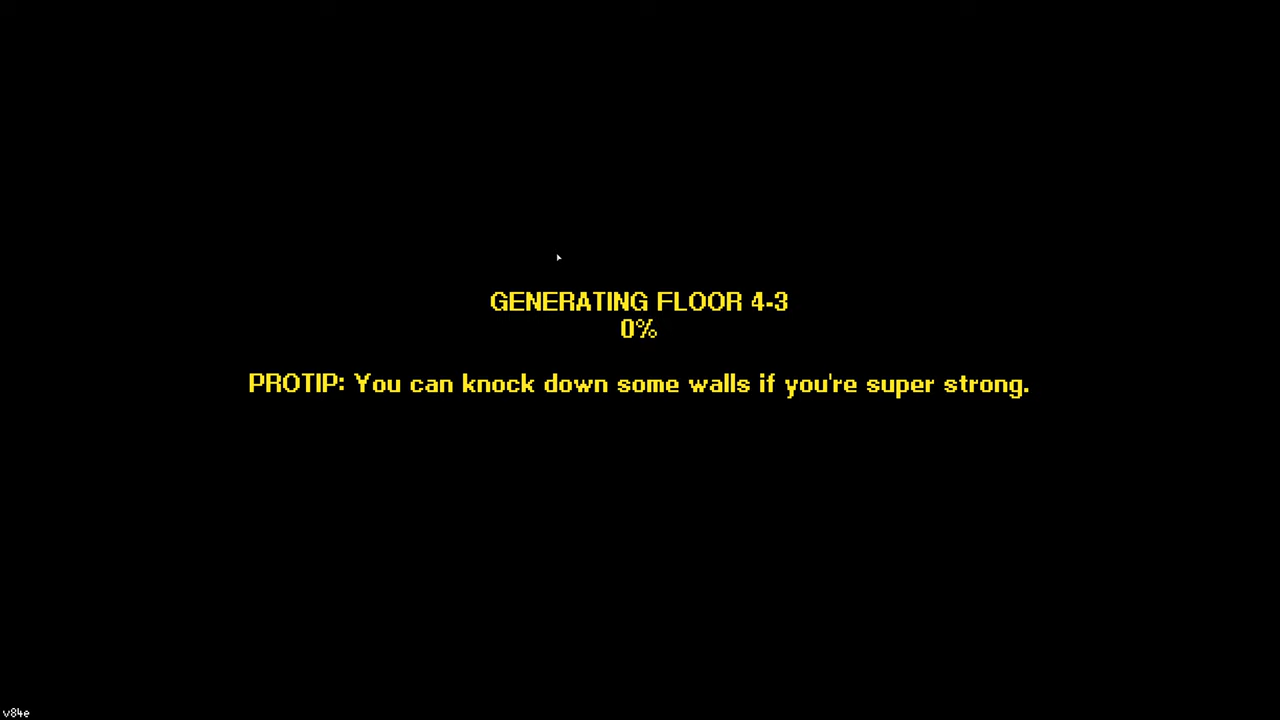 GENERATING FLOOR 4-3
0%
PROTIP: You can knock down some walls if you're super strong.
v84e